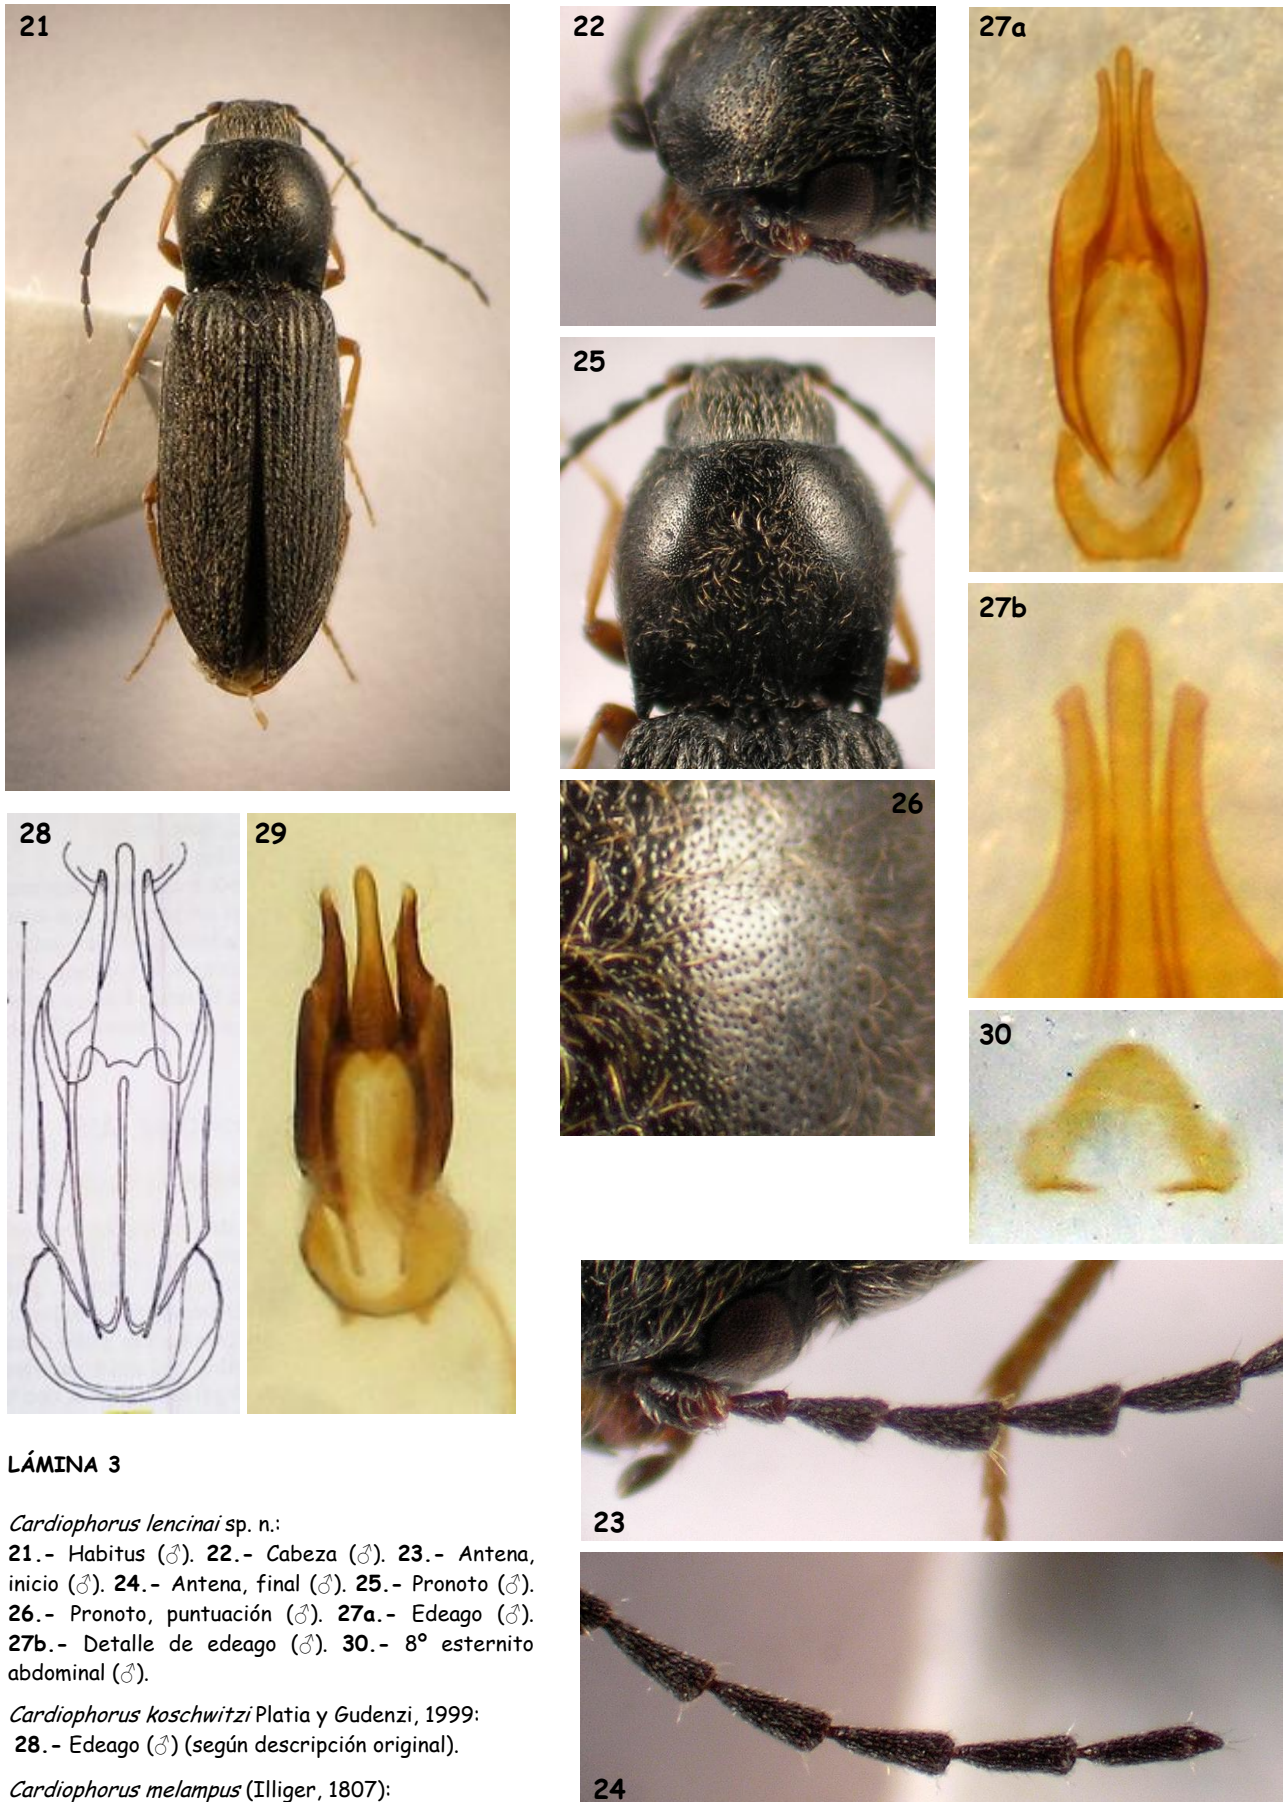 21
22
27a
25
27b
28
29
26
30
23
24
LÁMINA 3
Cardiophorus lencinai sp. n.:
21.- Habitus (♂). 22.- Cabeza (♂). 23.- Antena,
inicio (♂). 24.- Antena, final (♂). 25.- Pronoto (♂).
26.- Pronoto, puntuación (♂). 27a.- Edeago (♂).
27b.- Detalle de edeago (♂). 30.- 8º esternito
abdominal (♂).
Cardiophorus koschwitzi Platia y Gudenzi, 1999:
28.- Edeago (♂) (según descripción original).
Cardiophorus melampus (Illiger, 1807):